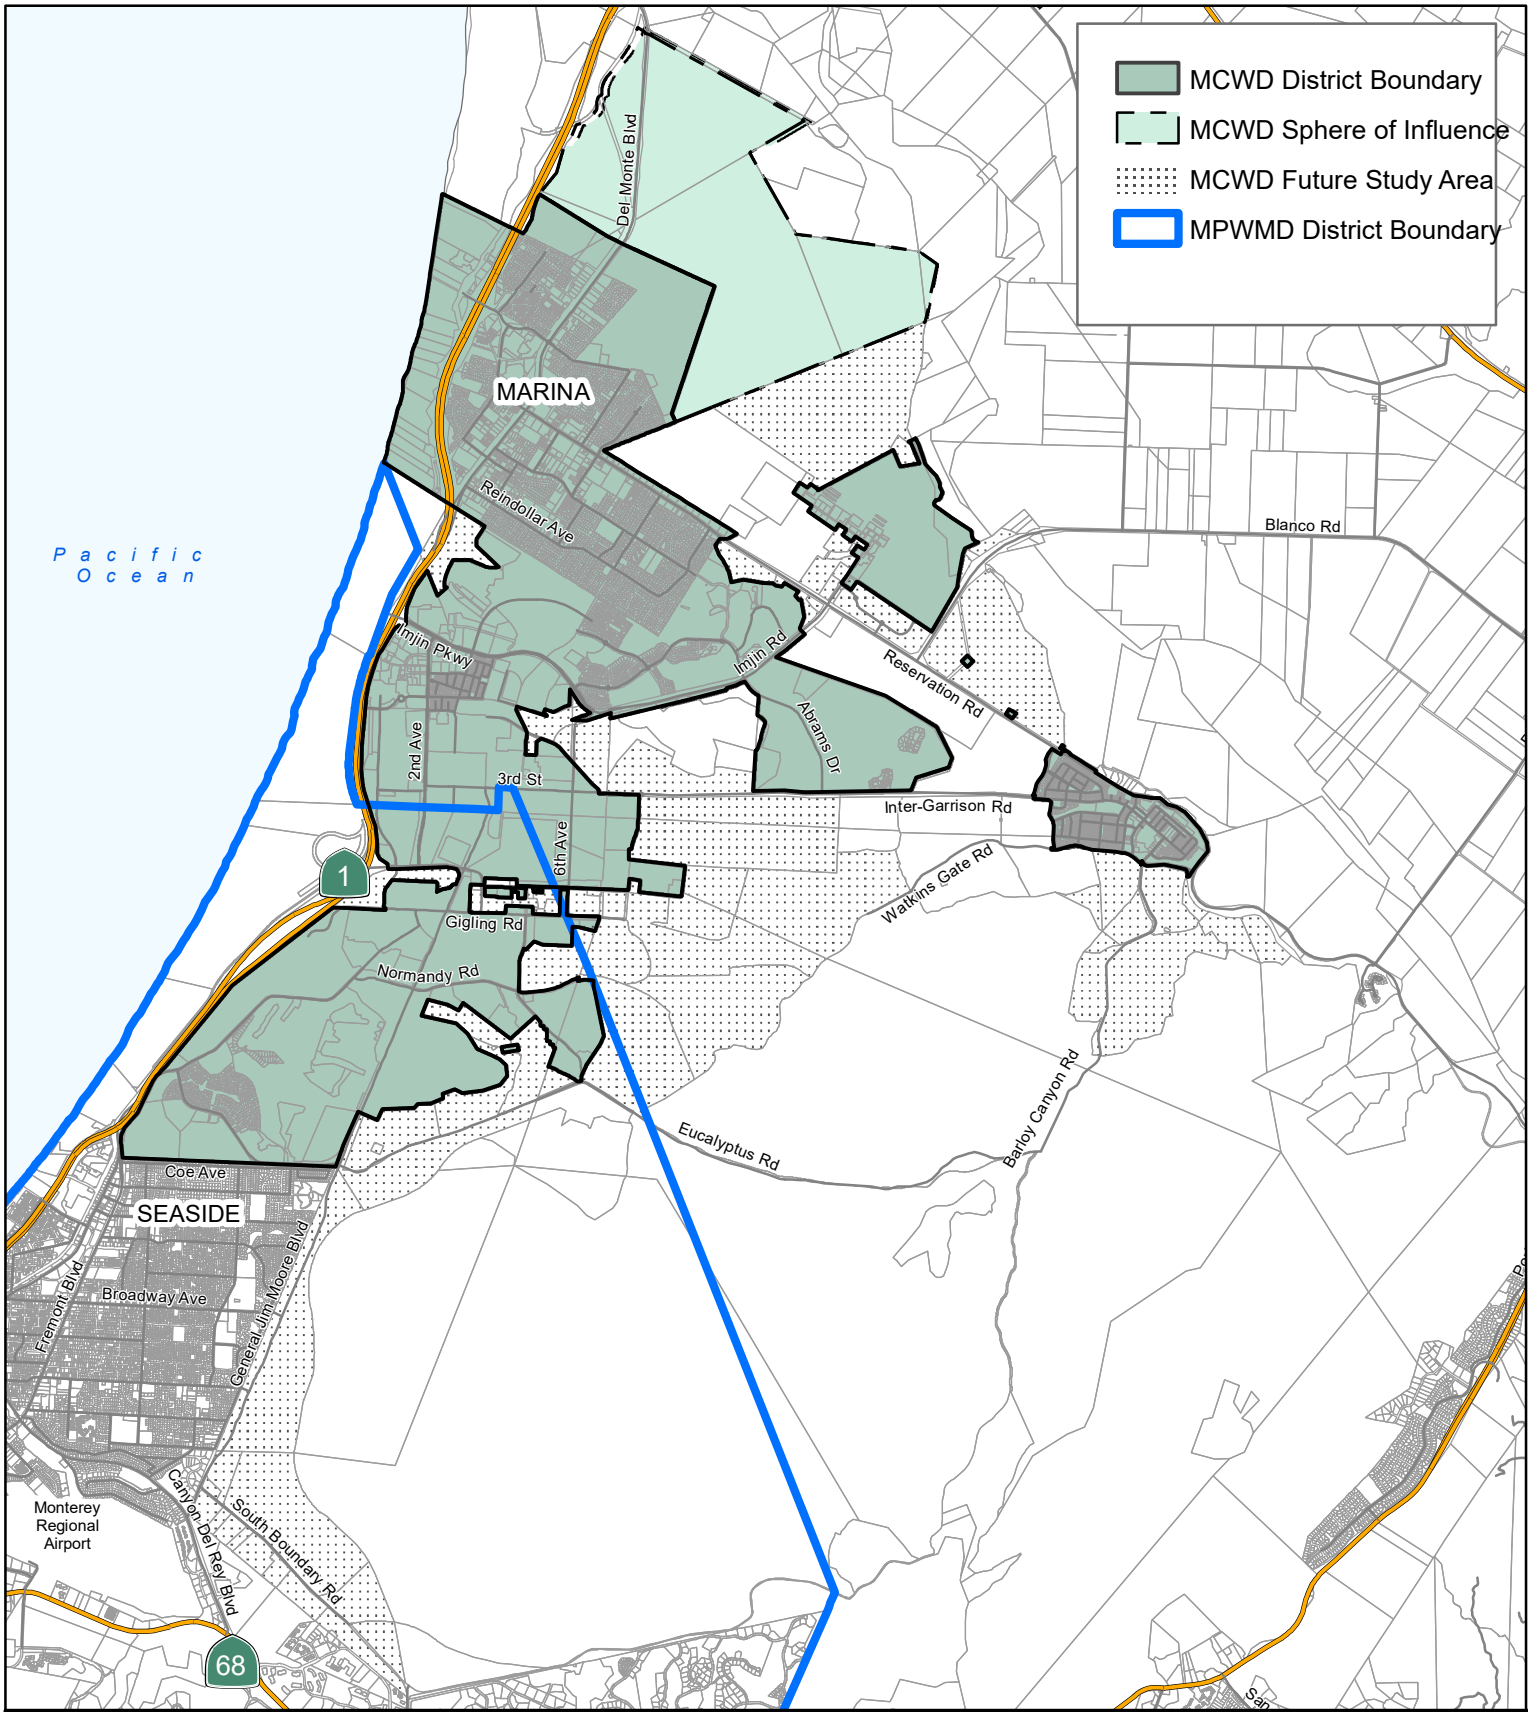 MCWD District Boundary
MCWD Sphere of Influence
MCWD Future Study Area
MPWMD District Boundary
Del Monte Blvd
MARINA
Reindollar Ave
Blanco Rd
Pacific
Ocean
Imjin Pkwy
Imjin Rd
Reservation Rd
Abrams Dr
2nd Ave
3rd St
Inter-Garrison Rd
6th Ave
Watkins Gate Rd
1
Gigling Rd
Normandy Rd
Barloy Canyon Rd
Eucalyptus Rd
Coe Ave
SEASIDE
General Jim Moore Blvd
Fremont Blvd
Broadway Ave
Canyon Del Rey Blvd
South Boundary Rd
Monterey
Regional
Airport
68
San